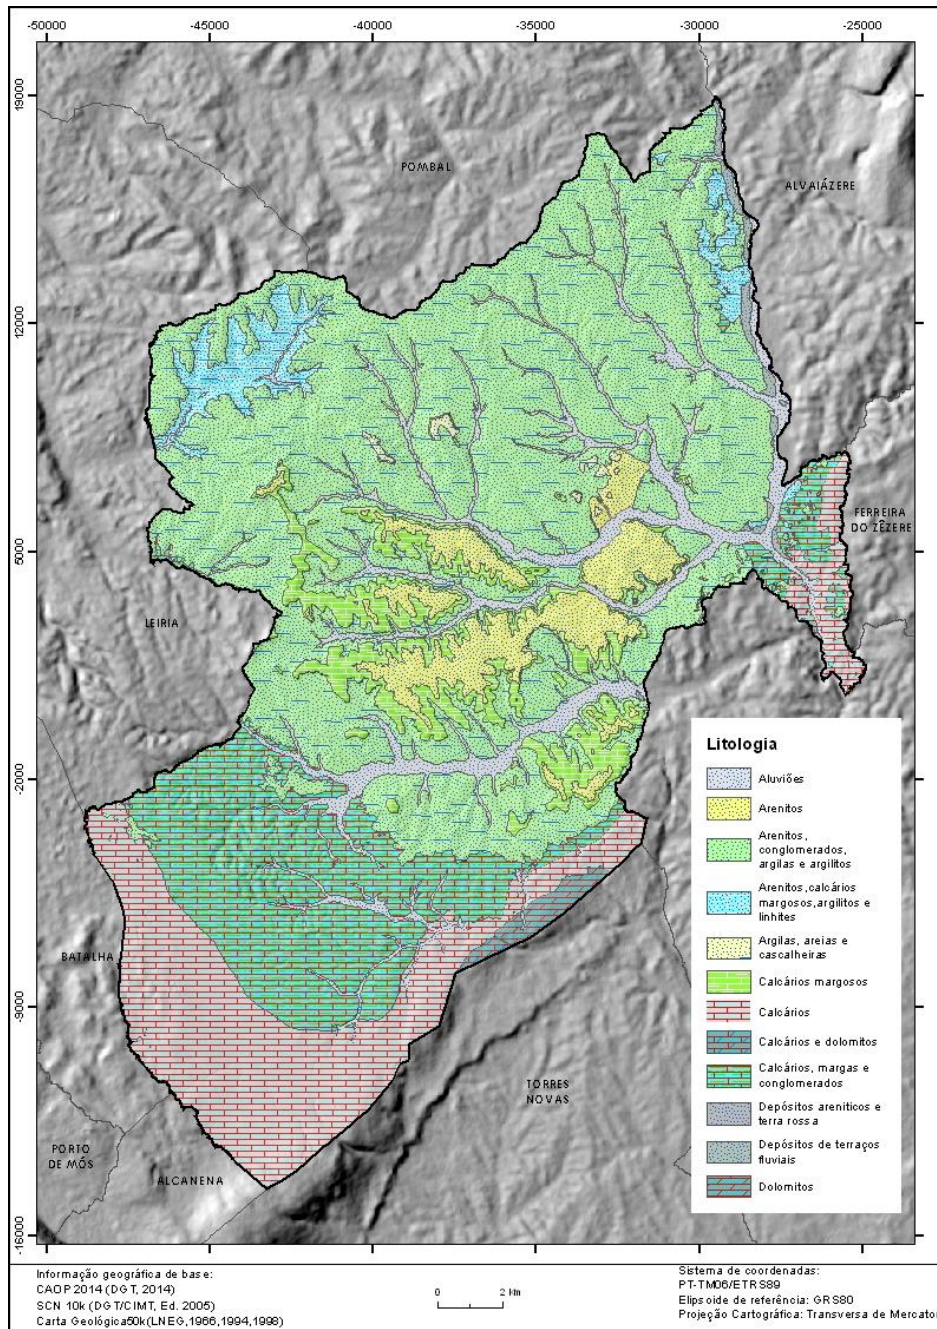 -50000 -45000 -40000 -35000 -30000 -25000
19000
12000
5000
-2000
-90000
-16000
POMBAL
ALVAIÁZERE
FERREIRA
DO ZÊZERE
LEIRIA
BATALHA
TORRES
NOVAS
PORTO
DE MÓS
ALCANENA
Litologia
Aluviões
Arenitos
Arenitos,
conglomerados,
argilas e argilitos
Arenitos,calcários
margosos,argilitos e
linhites
Argilas, areias e
cascalheiras
Calcários margosos
Calcários
Calcários e dolomitos
Calcários, margas e
conglomerados
Depósitos areniticos e
terra rossa
Depósitos de terraços
fluviais
Dolomitos
Informação geográfica de base:
CAOP 2014 (DGT, 2014)
SCN 10k (DGT/CIMT, Ed. 2005)
Carta Geológica50k(LNEG,1966,1994,1998)
0 2 km
Sistema de coordenadas:
PT-TM06/ETRS89
Elipsoide de referência: GRS80
Projeção Cartográfica: Transversa de Mercator